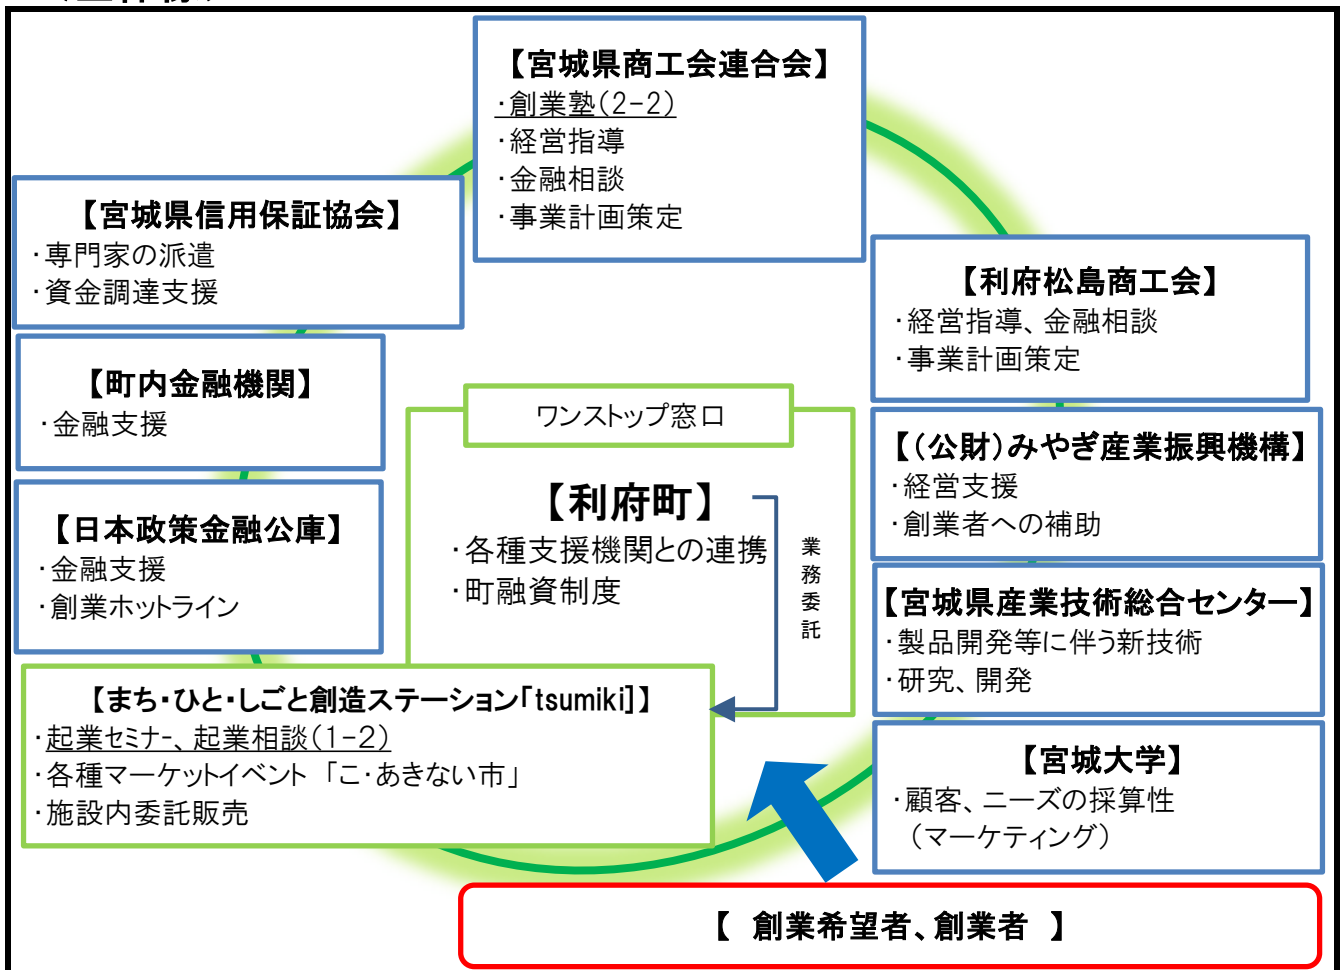 【宮城県商工会連合会】
・創業塾(2-2)
・経営指導
・金融相談
・事業計画策定
【宮城県信用保証協会】
・専門家の派遣
・資金調達支援
【利府松島商工会】
・経営指導、金融相談
・事業計画策定
【町内金融機関】
・金融支援
ワンストップ窓口
【利府町】
・各種支援機関との連携
・町融資制度
業務委託
【(公財)みやぎ産業振興機構】
・経営支援
・創業者への補助
【日本政策金融公庫】
・金融支援
・創業ホットライン
【宮城県産業技術総合センター】
・製品開発等に伴う新技術
・研究、開発
【まち・ひと・しごと創造ステーション「tsumiki]】
・起業セミナ-、起業相談(1-2)
・各種マーケットイベント 「こ・あきない市」
・施設内委託販売
【宮城大学】
・顧客、ニーズの採算性
(マーケティング)
【 創業希望者、創業者 】